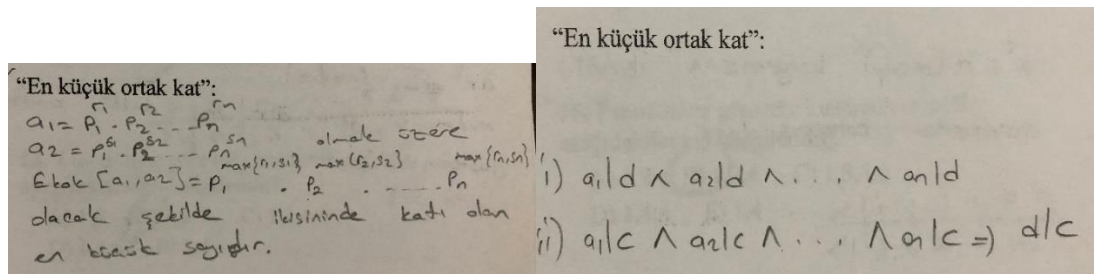 “En küçük ortak kat”:
a₁ = p₁^r₁ . p₂^r₂ .... pₙ^rₙ
a₂ = p₁^s₁ . p₂^s₂ .... pₙ^sₙ olmak üzere
Ekok [a₁, a₂] = p₁^max{r₁,s₁} . p₂^max(r₂,s₂} ...... pₙ^max{rₙ,sₙ}
olacak şekilde ikisininde katı olan
en küçük sayıdır.
“En küçük ortak kat”:
i) a₁|d ∧ a₂|d ∧ . . . ∧ an|d
ii) a₁|c ∧ a₂|c ∧ . . . ∧ an|c => d|c